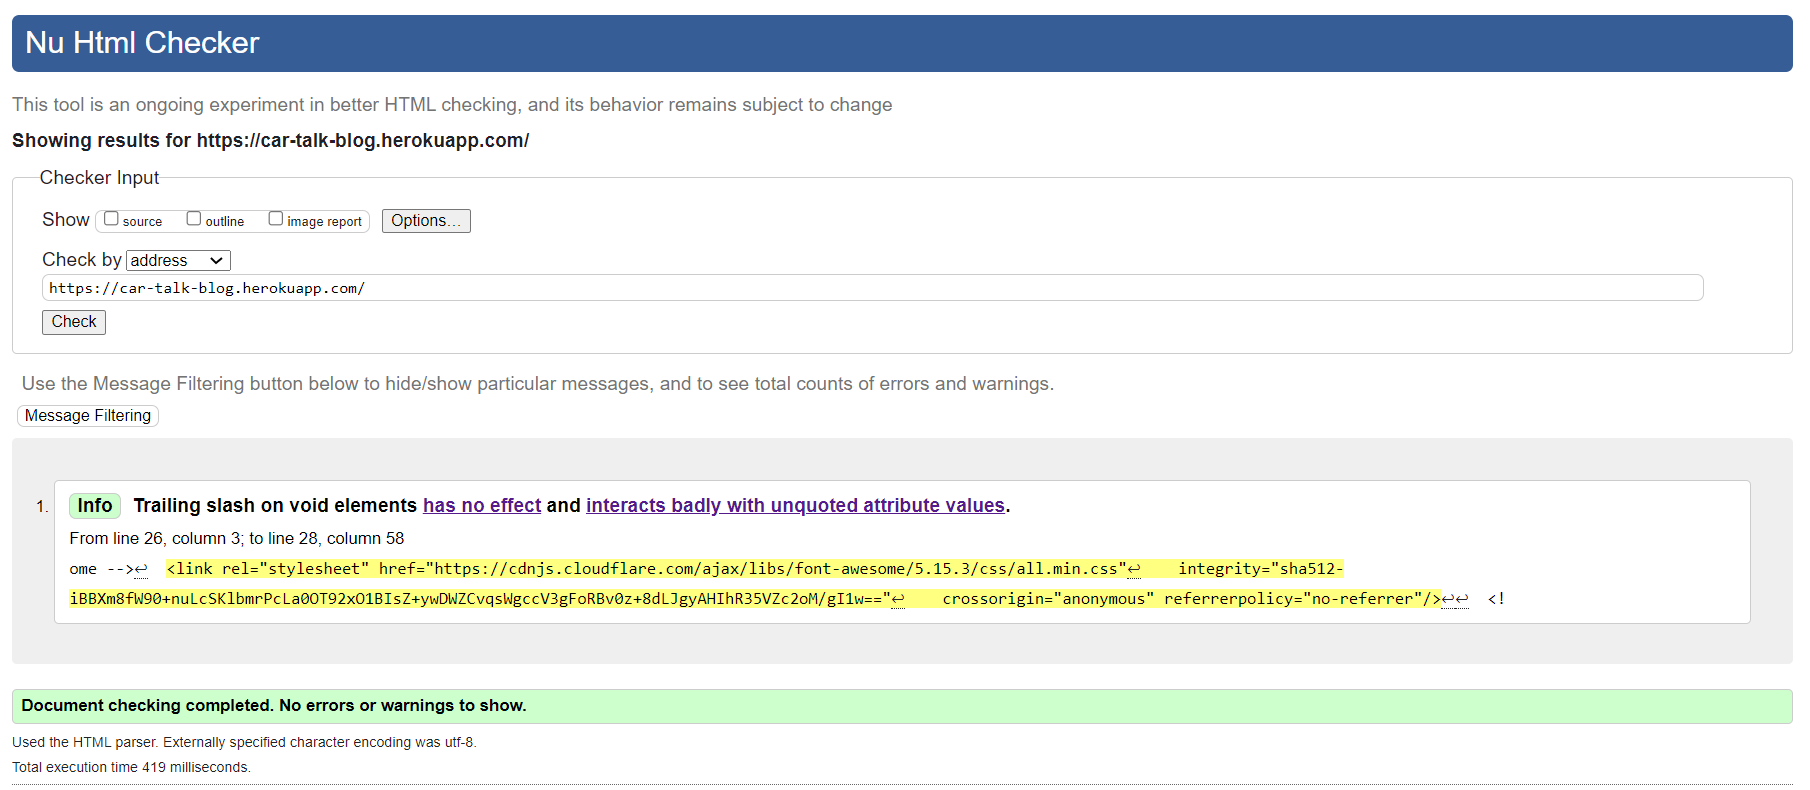 Nu Html Checker
This tool is an ongoing experiment in better HTML checking, and its behavior remains subject to change
Showing results for https://car-talk-blog.herokuapp.com/
Checker Input
Show source outline image report Options...
Check by address
https://car-talk-blog.herokuapp.com/
Check
Use the Message Filtering button below to hide/show particular messages, and to see total counts of errors and warnings.
Message Filtering
1. Info Trailing slash on void elements has no effect and interacts badly with unquoted attribute values.
From line 26, column 3; to line 28, column 58
ome -->↩ <link rel="stylesheet" href="https://cdnjs.cloudflare.com/ajax/libs/font-awesome/5.15.3/css/all.min.css"↩ integrity="sha512-
iBBXm8fW90+nuLcSKlbmrPcLa0OT92xO1BIsZ+ywDWZCvqsWgccV3gFoRBv0z+8dLJgyAHIhR35VZc2oM/gI1w=="↩ crossorigin="anonymous" referrerpolicy="no-referrer"/>↩↩ <!
Document checking completed. No errors or warnings to show.
Used the HTML parser. Externally specified character encoding was utf-8.
Total execution time 419 milliseconds.